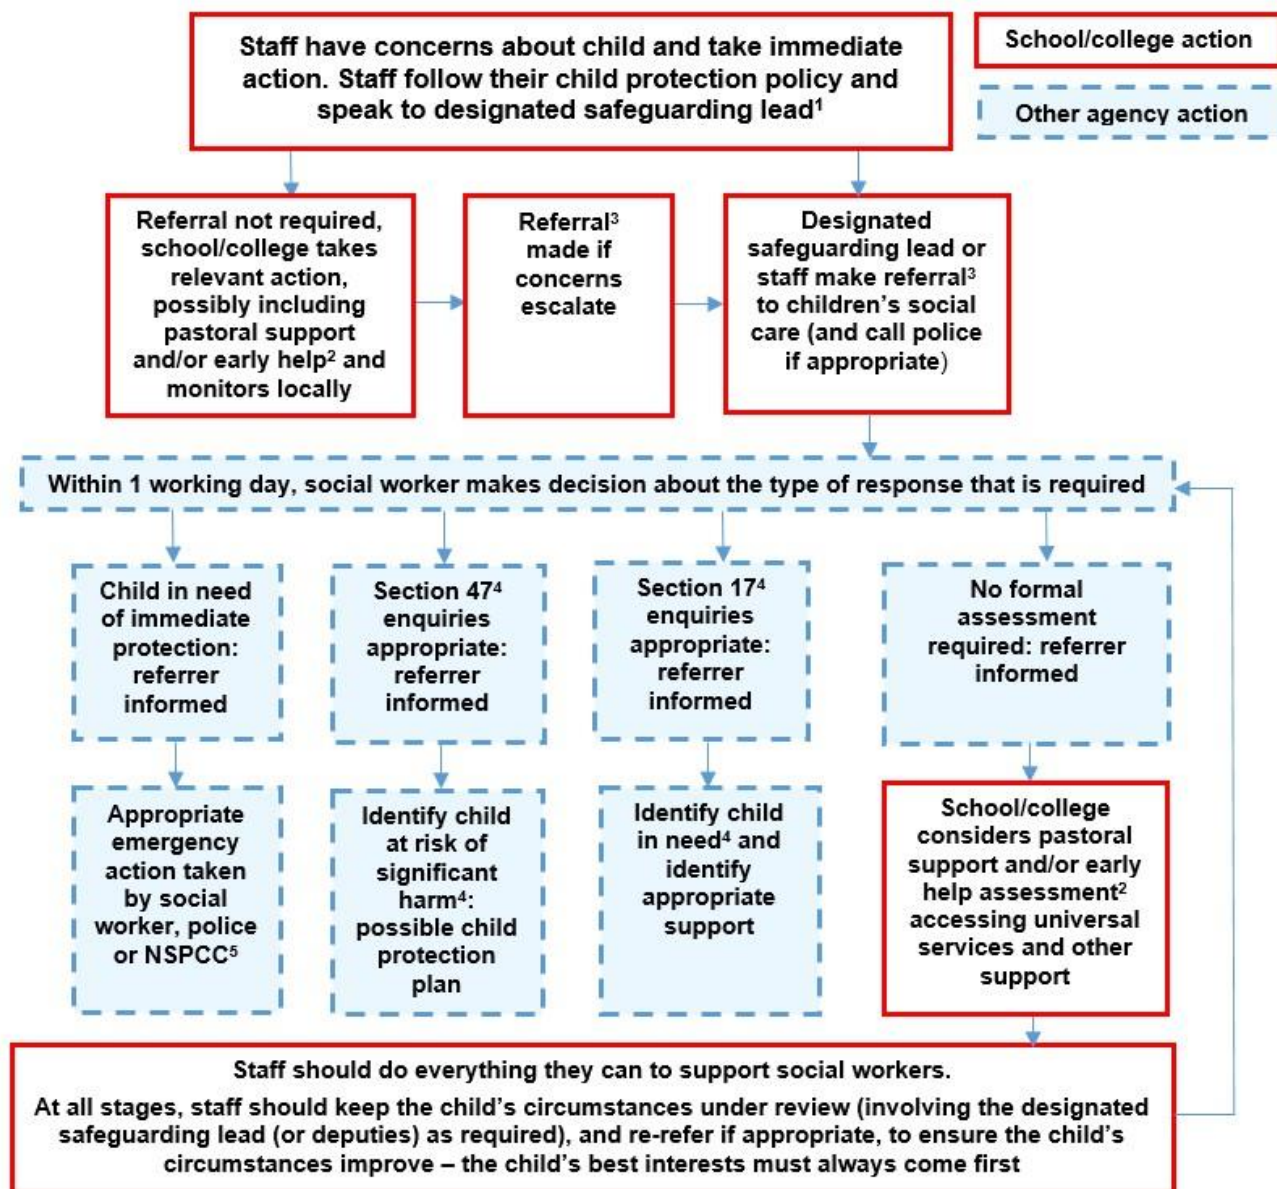 Staff have concerns about child and take immediate
action. Staff follow their child protection policy and
speak to designated safeguarding lead¹
School/college action
Other agency action
Referral not required,
school/college takes
relevant action,
possibly including
pastoral support
and/or early help² and
monitors locally
Referral³
made if
concerns
escalate
Designated
safeguarding lead or
staff make referral³
to children's social
care (and call police
if appropriate)
Within 1 working day, social worker makes decision about the type of response that is required
Child in need
of immediate
protection:
referrer
informed
Section 47⁴
enquiries
appropriate:
referrer
informed
Section 17⁴
enquiries
appropriate:
referrer
informed
No formal
assessment
required: referrer
informed
Appropriate
emergency
action taken
by social
worker, police
or NSPCC⁵
Identify child
at risk of
significant
harm⁴:
possible child
protection
plan
Identify child
in need⁴ and
identify
appropriate
support
School/college
considers pastoral
support and/or early
help assessment²
accessing universal
services and other
support
Staff should do everything they can to support social workers.
At all stages, staff should keep the child's circumstances under review (involving the designated
safeguarding lead (or deputies) as required), and re-refer if appropriate, to ensure the child's
circumstances improve – the child's best interests must always come first